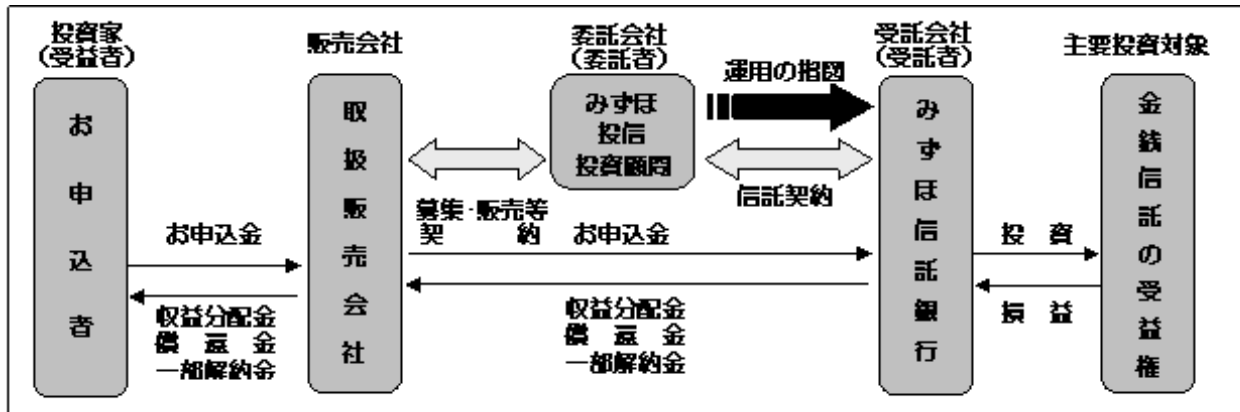 投資家
(受益者)
お申込者
お申込金
収益分配金
償還金
一部解約金
販売会社
取扱販売会社
募集・販売等
契約
委託会社
(委託者)
みずほ
投信
投資顧問
運用の指図
信託契約
お申込金
収益分配金
償還金
一部解約金
受託会社
(受託者)
みずほ信託銀行
投資
損益
主要投資対象
金銭信託の受益権